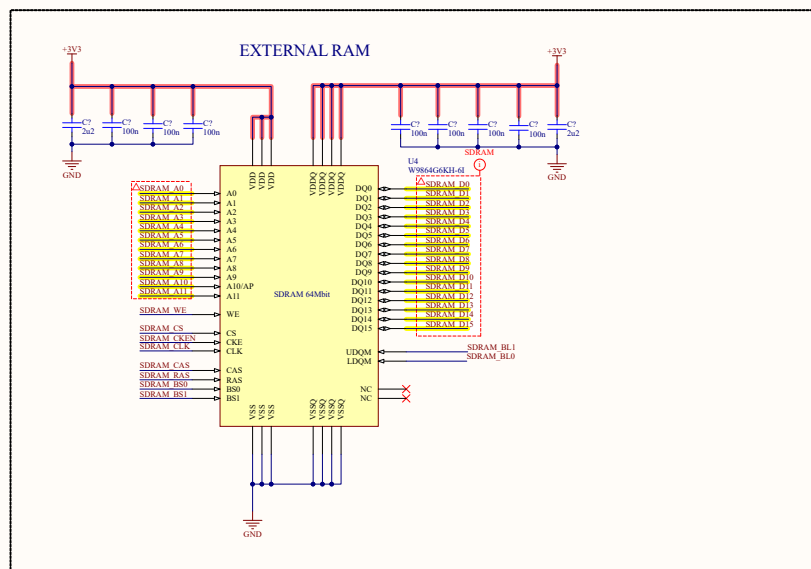 EXTERNAL RAM
+3V3
+3V3
C?
2u2
C?
100n
C?
100n
C?
100n
C?
100n
C?
100n
C?
100n
C?
100n
C?
2u2
GND
GND
SDRAM
U4
W9864G6KH-6I
VDD
VDD
VDD
VDDQ
VDDQ
VDDQ
VDDQ
SDRAM_A0 A0
SDRAM_A1 A1
SDRAM_A2 A2
SDRAM_A3 A3
SDRAM_A4 A4
SDRAM_A5 A5
SDRAM_A6 A6
SDRAM_A7 A7
SDRAM_A8 A8
SDRAM_A9 A9
SDRAM_A10 A10/AP
SDRAM_A11 A11
SDRAM_WE WE
SDRAM_CS CS
SDRAM_CKEN CKE
SDRAM_CLK CLK
SDRAM_CAS CAS
SDRAM_RAS RAS
SDRAM_BS0 BS0
SDRAM_BS1 BS1
SDRAM 64Mbit
DQ0 SDRAM_D0
DQ1 SDRAM_D1
DQ2 SDRAM_D2
DQ3 SDRAM_D3
DQ4 SDRAM_D4
DQ5 SDRAM_D5
DQ6 SDRAM_D6
DQ7 SDRAM_D7
DQ8 SDRAM_D8
DQ9 SDRAM_D9
DQ10 SDRAM_D10
DQ11 SDRAM_D11
DQ12 SDRAM_D12
DQ13 SDRAM_D13
DQ14 SDRAM_D14
DQ15 SDRAM_D15
UDQM SDRAM_BL1
LDQM SDRAM_BL0
NC
NC
VSS
VSS
VSS
VSSQ
VSSQ
VSSQ
VSSQ
GND